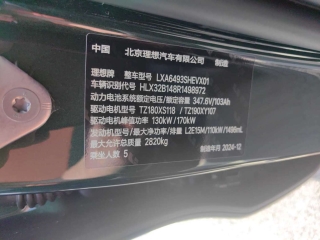 中国 北京理想汽车有限公司 制造
理想牌 整车型号 LXA6493SHEVX01
车辆识别代号 HLX32B148R1498972
动力电池系统额定电压/额定容量 347.6V/103Ah
驱动电机型号 TZ180XS118 / TZ190XY107
驱动电机峰值功率 130kW / 170kW
发动机型号/最大净功率/排量 L2E15M/110kW/1496mL
最大允许总质量 2820kg
乘坐人数 5 制造年月 2024-12